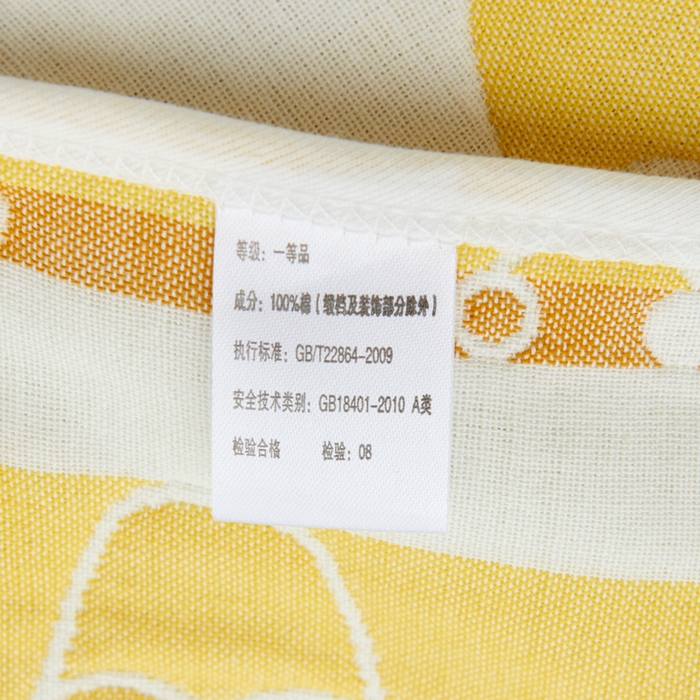 等级：一等品
成分：100%棉（缎挡及装饰部分除外）
执行标准：GB/T22864-2009
安全技术类别：GB18401-2010 A类
检验合格 检验：08